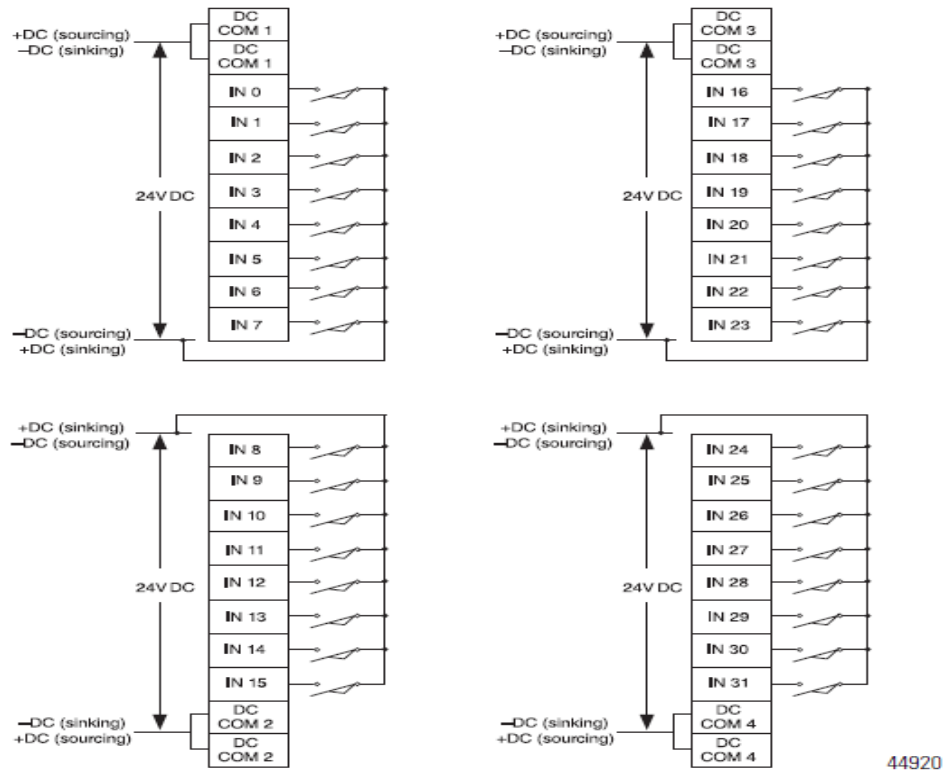 +DC (sourcing)
–DC (sinking)
DC
COM 1
DC
COM 1
IN 0
IN 1
IN 2
IN 3
IN 4
IN 5
IN 6
IN 7
24V DC
–DC (sourcing)
+DC (sinking)
+DC (sourcing)
–DC (sinking)
DC
COM 3
DC
COM 3
IN 16
IN 17
IN 18
IN 19
IN 20
IN 21
IN 22
IN 23
24V DC
–DC (sourcing)
+DC (sinking)
+DC (sinking)
–DC (sourcing)
IN 8
IN 9
IN 10
IN 11
IN 12
IN 13
IN 14
IN 15
24V DC
DC
COM 2
DC
COM 2
–DC (sinking)
+DC (sourcing)
+DC (sinking)
–DC (sourcing)
IN 24
IN 25
IN 26
IN 27
IN 28
IN 29
IN 30
IN 31
24V DC
DC
COM 4
DC
COM 4
–DC (sinking)
+DC (sourcing)
44920